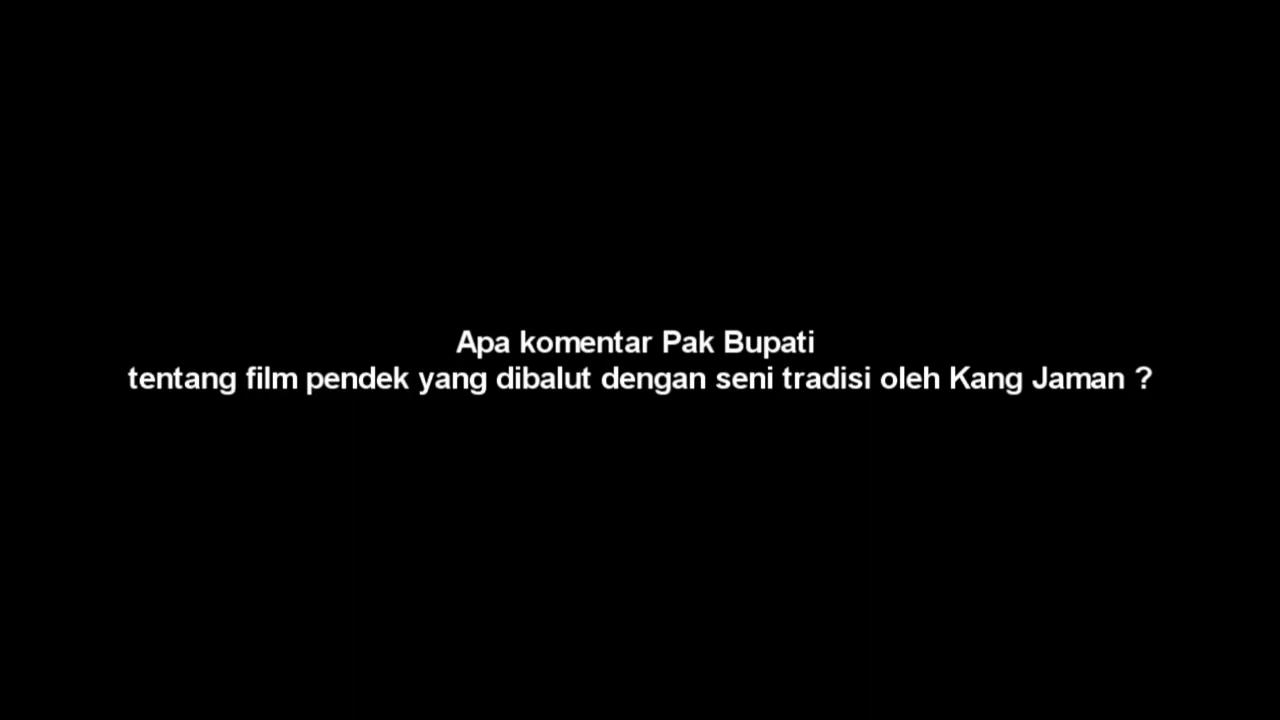 Apa komentar Pak Bupati
tentang film pendek yang dibalut dengan seni tradisi oleh Kang Jaman ?